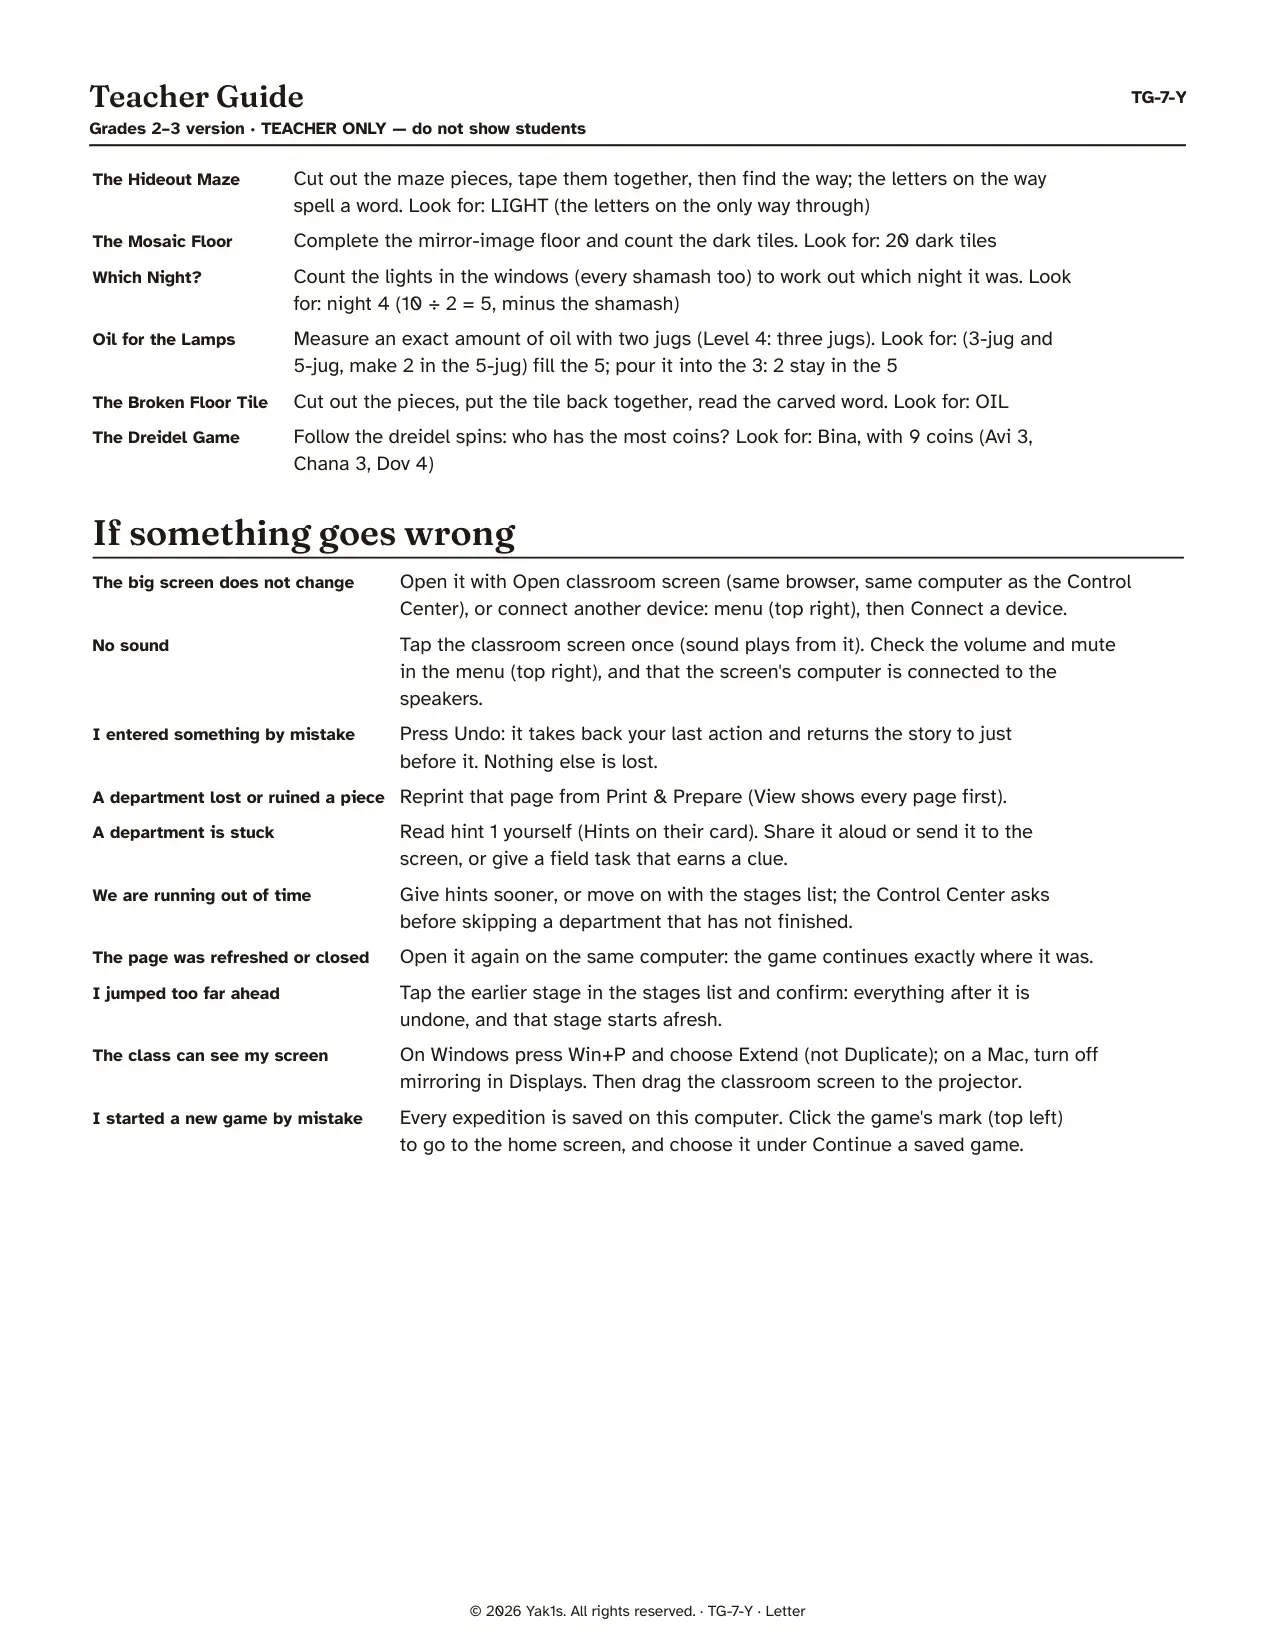 Teacher Guide
TG-7-Y
Grades 2–3 version · TEACHER ONLY — do not show students
The Hideout Maze
Cut out the maze pieces, tape them together, then find the way; the letters on the way
spell a word. Look for: LIGHT (the letters on the only way through)
The Mosaic Floor
Complete the mirror-image floor and count the dark tiles. Look for: 20 dark tiles
Which Night?
Count the lights in the windows (every shamash too) to work out which night it was. Look
for: night 4 (10 ÷ 2 = 5, minus the shamash)
Oil for the Lamps
Measure an exact amount of oil with two jugs (Level 4: three jugs). Look for: (3-jug and
5-jug, make 2 in the 5-jug) fill the 5; pour it into the 3: 2 stay in the 5
The Broken Floor Tile
Cut out the pieces, put the tile back together, read the carved word. Look for: OIL
The Dreidel Game
Follow the dreidel spins: who has the most coins? Look for: Bina, with 9 coins (Avi 3,
Chana 3, Dov 4)
If something goes wrong
The big screen does not change
Open it with Open classroom screen (same browser, same computer as the Control
Center), or connect another device: menu (top right), then Connect a device.
No sound
Tap the classroom screen once (sound plays from it). Check the volume and mute
in the menu (top right), and that the screen's computer is connected to the
speakers.
I entered something by mistake
Press Undo: it takes back your last action and returns the story to just
before it. Nothing else is lost.
A department lost or ruined a piece
Reprint that page from Print & Prepare (View shows every page first).
A department is stuck
Read hint 1 yourself (Hints on their card). Share it aloud or send it to the
screen, or give a field task that earns a clue.
We are running out of time
Give hints sooner, or move on with the stages list; the Control Center asks
before skipping a department that has not finished.
The page was refreshed or closed
Open it again on the same computer: the game continues exactly where it was.
I jumped too far ahead
Tap the earlier stage in the stages list and confirm: everything after it is
undone, and that stage starts afresh.
The class can see my screen
On Windows press Win+P and choose Extend (not Duplicate); on a Mac, turn off
mirroring in Displays. Then drag the classroom screen to the projector.
I started a new game by mistake
Every expedition is saved on this computer. Click the game's mark (top left)
to go to the home screen, and choose it under Continue a saved game.
© 2026 Yak1s. All rights reserved. · TG-7-Y · Letter